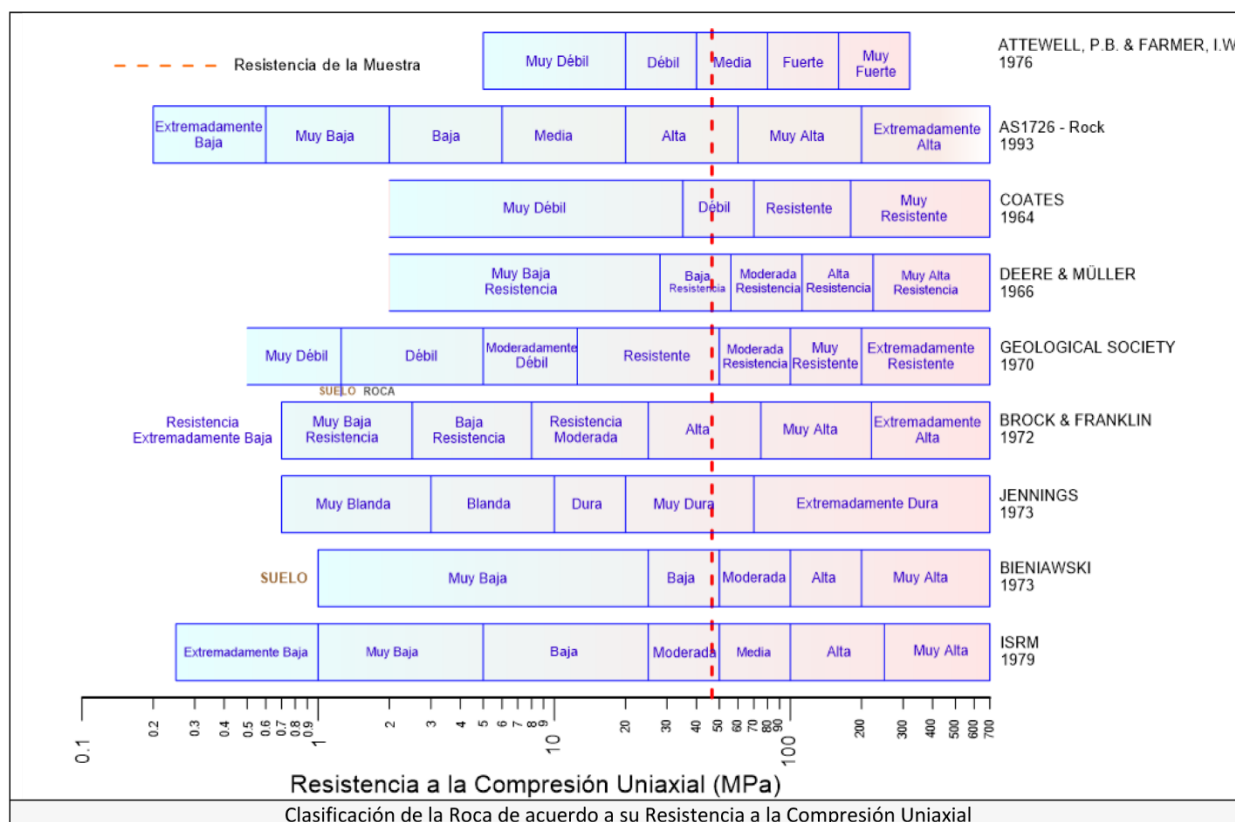 Resistencia de la Muestra
Muy Débil
Débil
Media
Fuerte
Muy
Fuerte
ATTEWELL, P.B. & FARMER, I.W
1976
Extremadamente
Baja
Muy Baja
Baja
Media
Alta
Muy Alta
Extremadamente
Alta
AS1726 - Rock
1993
Muy Débil
Débil
Resistente
Muy
Resistente
COATES
1964
Muy Baja
Resistencia
Baja
Resistencia
Moderada
Resistencia
Alta
Resistencia
Muy Alta
Resistencia
DEERE & MÜLLER
1966
Muy Débil
Débil
Moderadamente
Débil
Resistente
Moderada
Resistencia
Muy
Resistente
Extremadamente
Resistente
GEOLOGICAL SOCIETY
1970
SUELO ROCA
Resistencia
Extremadamente Baja
Muy Baja
Resistencia
Baja
Resistencia
Resistencia
Moderada
Alta
Muy Alta
Extremadamente
Alta
BROCK & FRANKLIN
1972
Muy Blanda
Blanda
Dura
Muy Dura
Extremadamente Dura
JENNINGS
1973
SUELO
Muy Baja
Baja
Moderada
Alta
Muy Alta
BIENIAWSKI
1973
Extremadamente Baja
Muy Baja
Baja
Moderada
Media
Alta
Muy Alta
ISRM
1979
0.1
0.2
0.3
0.4
0.5
0.6
0.7
0.8
0.9
1
2
3
4
5
6
7
8
9
10
20
30
40
50
60
70
80
90
100
200
300
400
500
600
700
Resistencia a la Compresión Uniaxial (MPa)
Clasificación de la Roca de acuerdo a su Resistencia a la Compresión Uniaxial